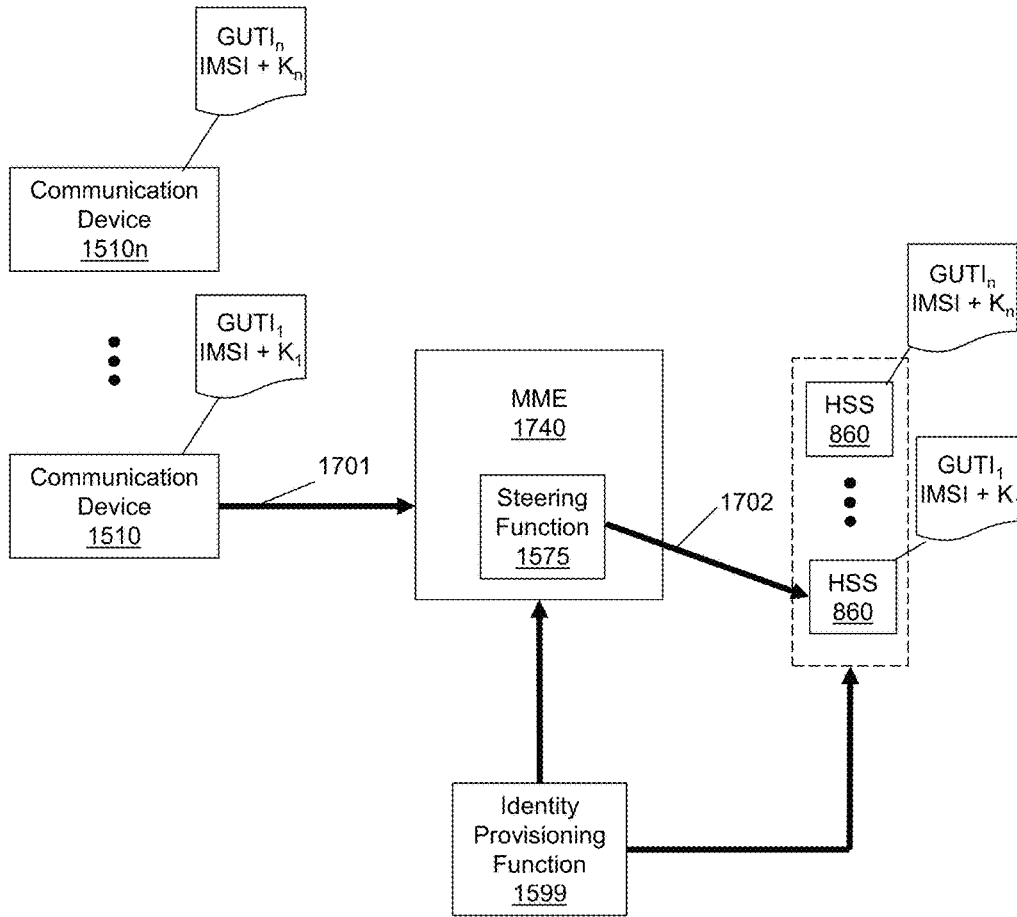 GUTIₙ
IMSI + Kₙ
Communication
Device
1510n
GUTI₁
IMSI + K₁
Communication
Device
1510
1701
MME
1740
Steering
Function
1575
1702
GUTIₙ
IMSI + Kₙ
HSS
860
GUTI₁
IMSI + K
HSS
860
Identity
Provisioning
Function
1599